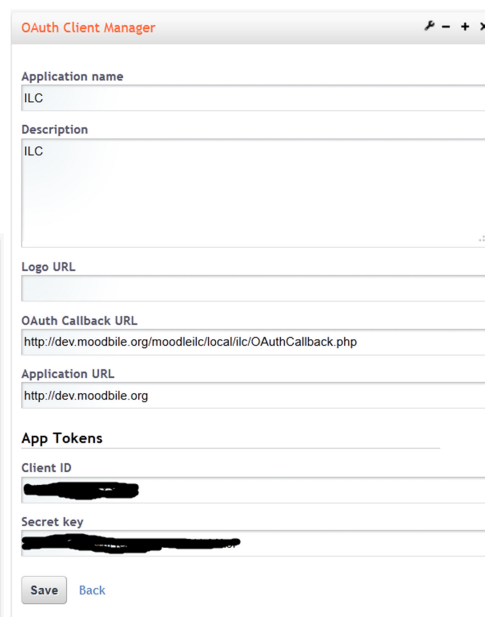 OAuth Client Manager
Application name
ILC
Description
ILC
Logo URL
OAuth Callback URL
http://dev.moodbile.org/moodleilc/local/ilc/OAuthCallback.php
Application URL
http://dev.moodbile.org
App Tokens
Client ID
Secret key
Save Back